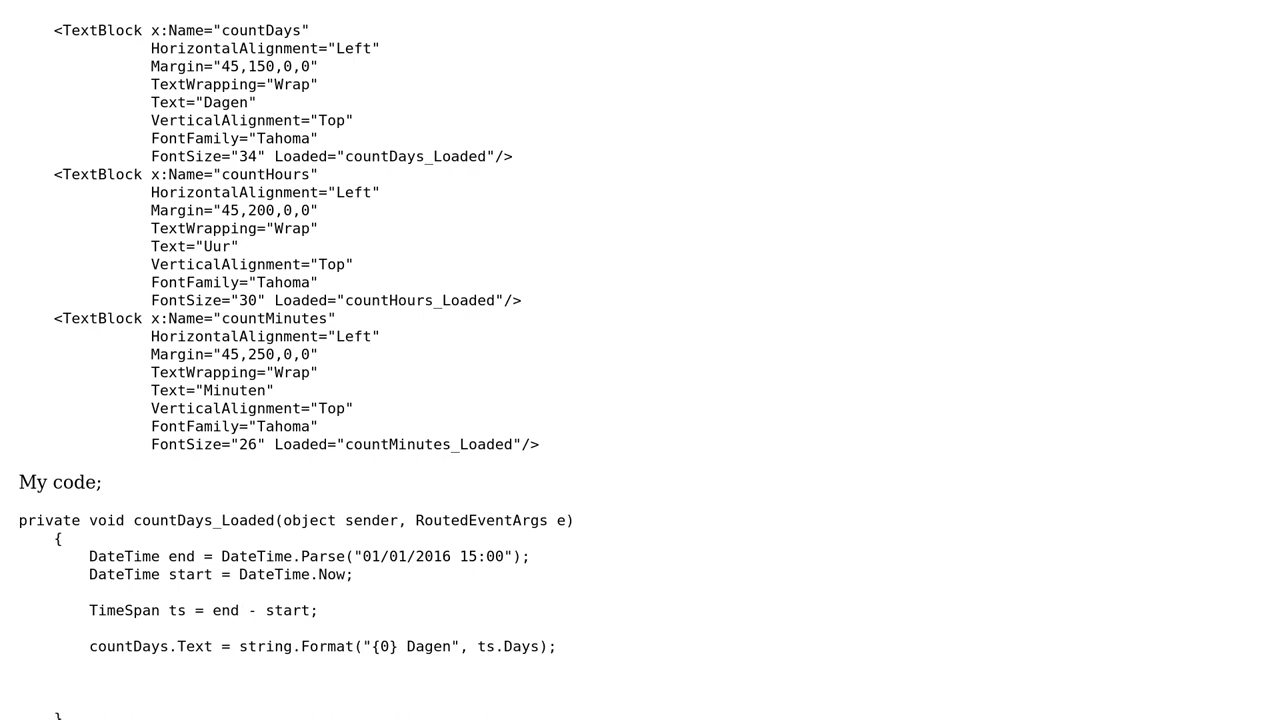 <TextBlock x:Name="countDays"
HorizontalAlignment="Left"
Margin="45,150,0,0"
TextWrapping="Wrap"
Text="Dagen"
VerticalAlignment="Top"
FontFamily="Tahoma"
FontSize="34" Loaded="countDays_Loaded"/>
<TextBlock x:Name="countHours"
HorizontalAlignment="Left"
Margin="45,200,0,0"
TextWrapping="Wrap"
Text="Uur"
VerticalAlignment="Top"
FontFamily="Tahoma"
FontSize="30" Loaded="countHours_Loaded"/>
<TextBlock x:Name="countMinutes"
HorizontalAlignment="Left"
Margin="45,250,0,0"
TextWrapping="Wrap"
Text="Minuten"
VerticalAlignment="Top"
FontFamily="Tahoma"
FontSize="26" Loaded="countMinutes_Loaded"/>
My code;
private void countDays_Loaded(object sender, RoutedEventArgs e)
{
DateTime end = DateTime.Parse("01/01/2016 15:00");
DateTime start = DateTime.Now;
TimeSpan ts = end - start;
countDays.Text = string.Format("{0} Dagen", ts.Days);
}